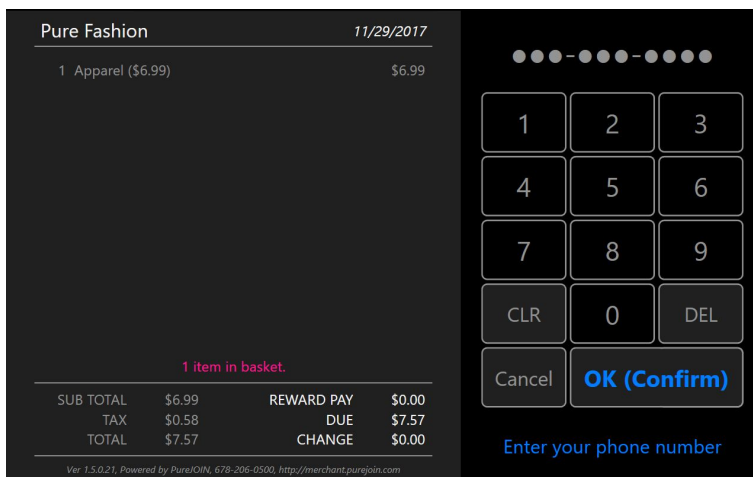 Pure Fashion 11/29/2017
1 Apparel ($6.99) $6.99
1 item in basket.
SUB TOTAL $6.99 REWARD PAY $0.00
TAX $0.58 DUE $7.57
TOTAL $7.57 CHANGE $0.00
Ver 1.5.0.21, Powered by PureJOIN, 678-206-0500, http://merchant.purejoin.com
●●●-●●●-●●●●
1 2 3
4 5 6
7 8 9
CLR 0 DEL
Cancel OK (Confirm)
Enter your phone number